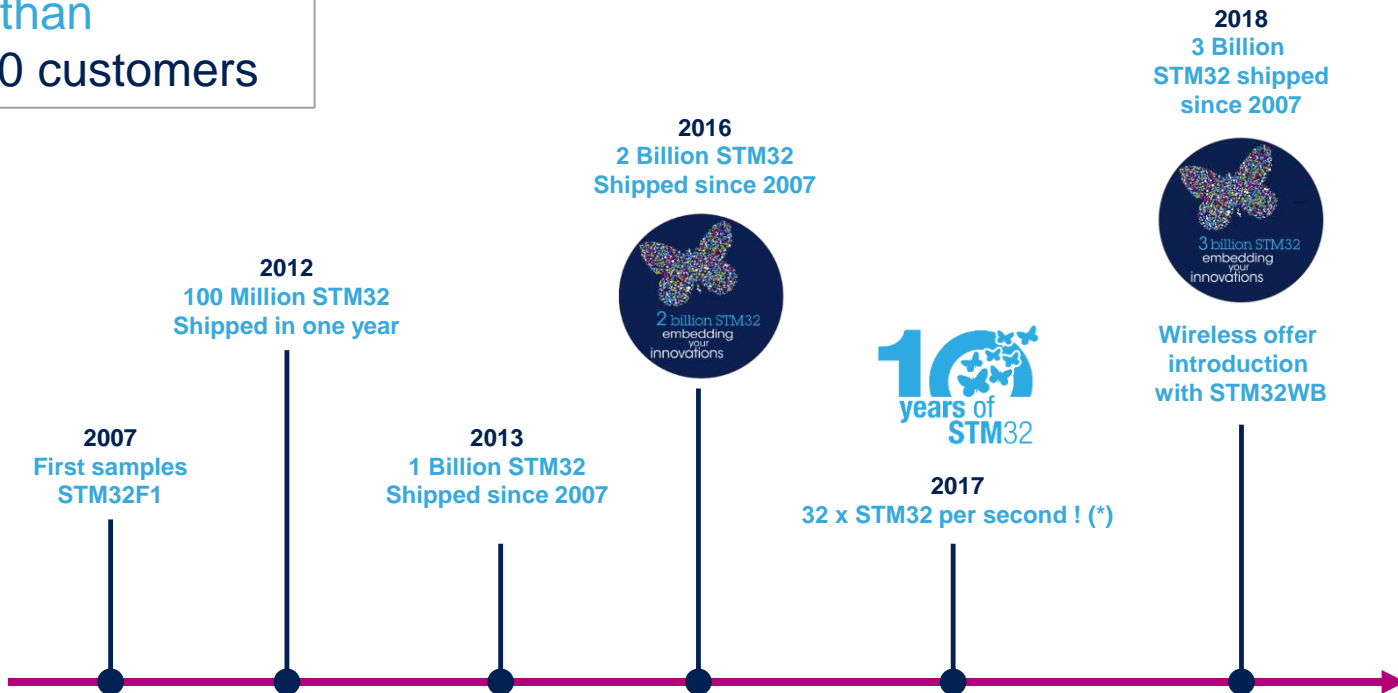 than
0 customers
2007
First samples
STM32F1
2012
100 Million STM32
Shipped in one year
2013
1 Billion STM32
Shipped since 2007
2016
2 Billion STM32
Shipped since 2007
2 billion STM32
embedding
your
innovations
10
years of
STM32
2017
32 x STM32 per second ! (*)
2018
3 Billion
STM32 shipped
since 2007
3 billion STM32
embedding
your
innovations
Wireless offer
introduction
with STM32WB